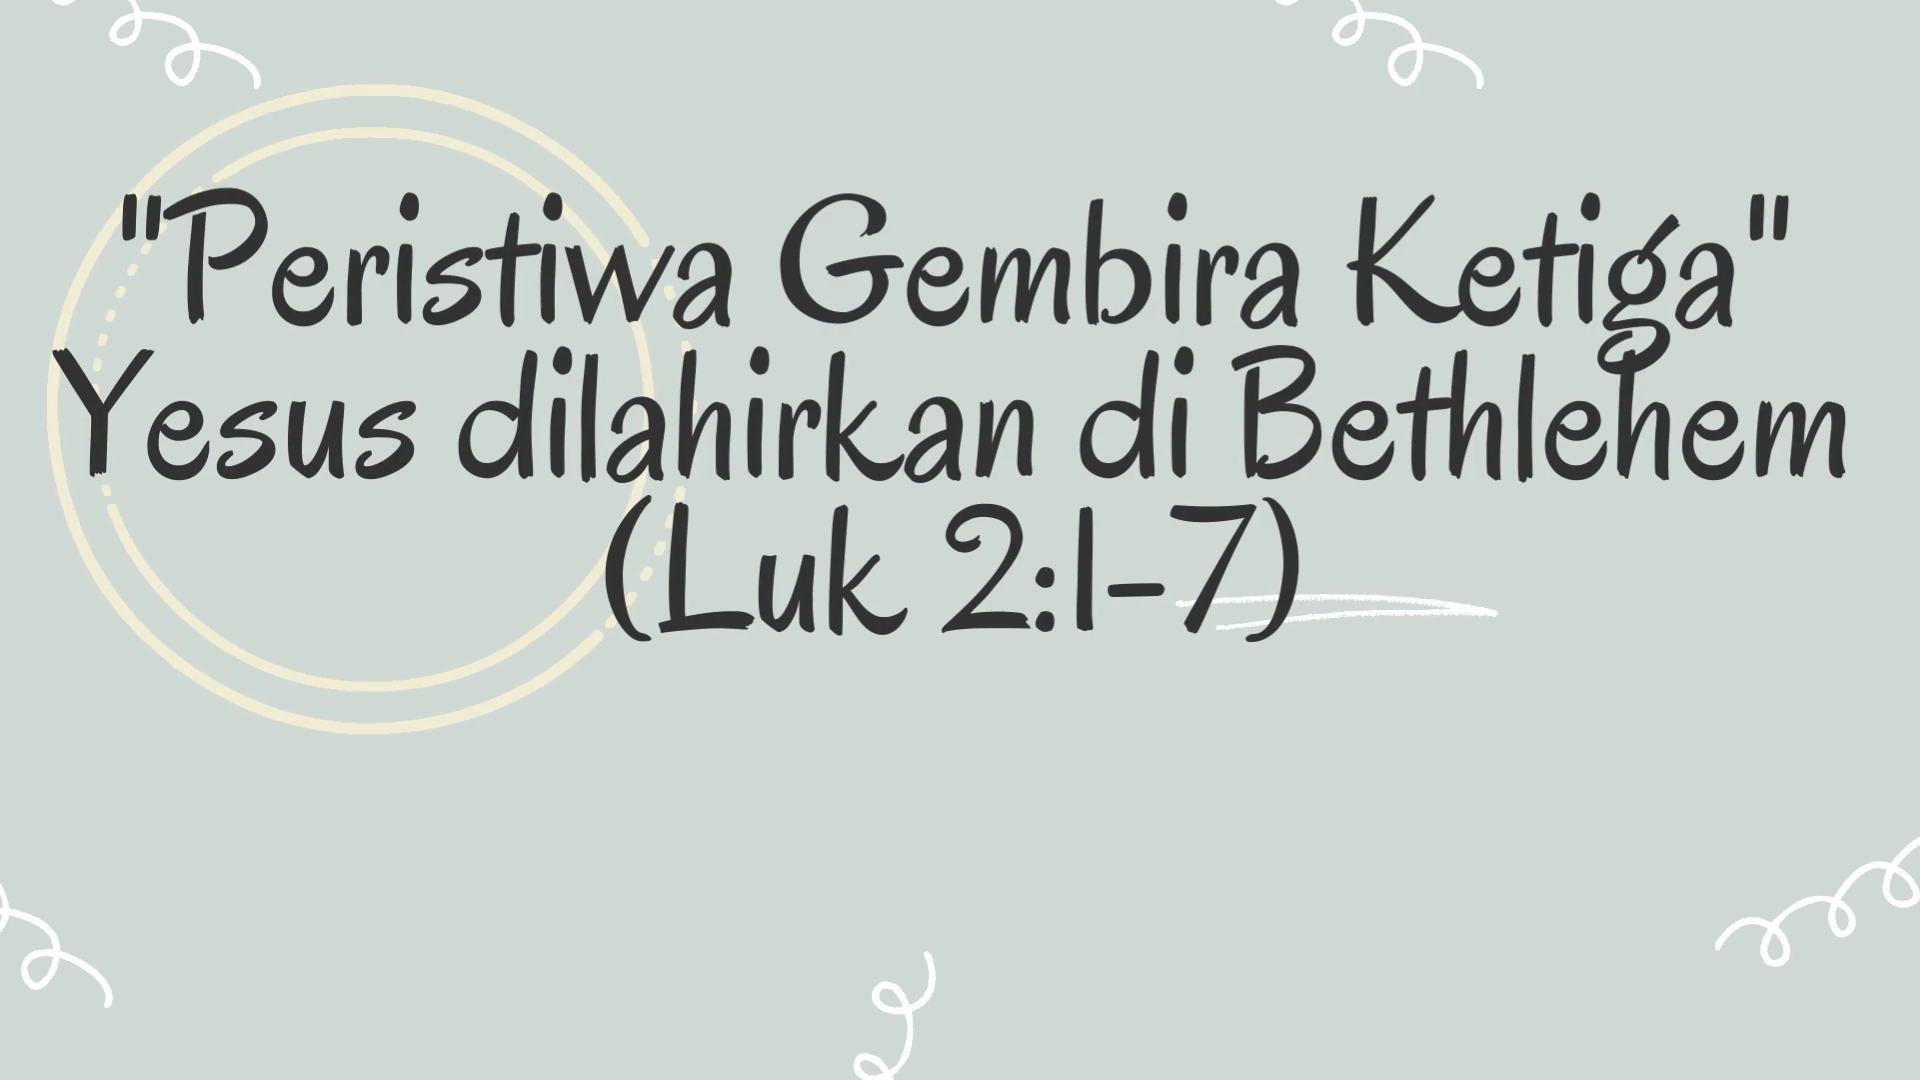 "Peristiwa Gembira Ketiga"
Yesus dilahirkan di Bethlehem
(Luk 2:1-7)